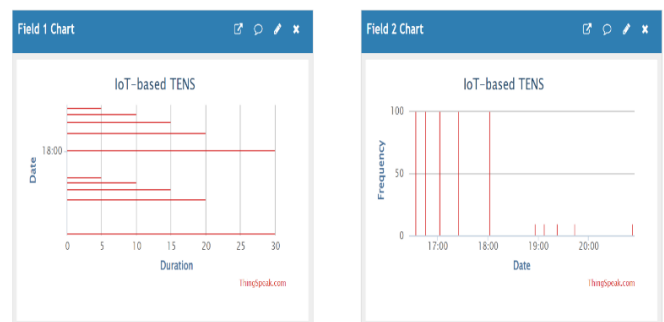 Field 1 Chart
IoT-based TENS
Date
18:00
0 5 10 15 20 25 30
Duration
ThingSpeak.com
Field 2 Chart
IoT-based TENS
Frequency
100
50
0
17:00 18:00 19:00 20:00
Date
ThingSpeak.com